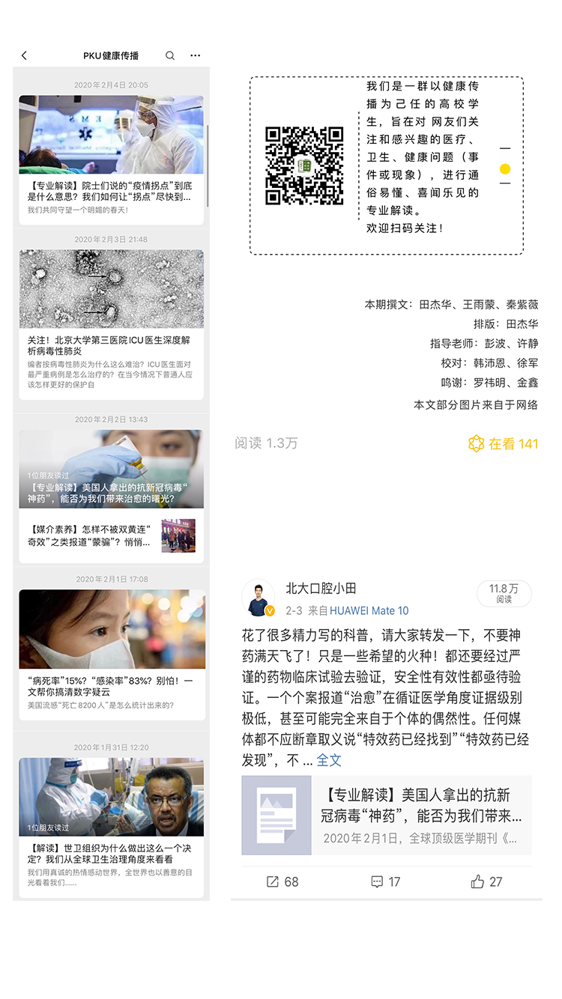 PKU健康传播
2020年2月4日 20:05
EMS
【专业解读】院士们说的“疫情拐点”到底
是什么意思？我们如何让“拐点”尽快到...
我们共同守望一个明媚的春天！
2020年2月3日 21:48
关注！北京大学第三医院ICU医生深度解
析病毒性肺炎
编者按病毒性肺炎为什么这么难治？ICU医生面对
最严重病例是怎么治疗的？在当今情况下普通人应
该怎样更好的保护自
2020年2月2日 13:43
1位朋友读过
【专业解读】美国人拿出的抗新冠病毒“
神药”，能否为我们带来治愈的曙光？
【媒介素养】怎样不被双黄连“
奇效”之类报道“蒙骗”？悄悄...
2020年2月1日 17:08
“病死率”15%？“感染率”83%？别怕！一
文帮你搞清数字疑云
美国流感“死亡8200人”是怎么统计出来的？
2020年1月31日 12:20
1位朋友读过
【解读】世卫组织为什么做出这么一个决
定？我们从全球卫生治理角度来看看
我们用真诚的热情感动世界，全世界也以善意的目
光看着我们......
我们是一群以健康传
播为己任的高校学
生，旨在对 网友们关
注和感兴趣的医疗、
卫生、健康问题（事
件或现象），进行通
俗易懂、喜闻乐见的
专业解读。
欢迎扫码关注！
本期撰文：田杰华、王雨蒙、秦紫薇
排版：田杰华
指导老师：彭波、许静
校对：韩沛恩、徐军
鸣谢：罗祎明、金鑫
本文部分图片来自于网络
阅读 1.3万
在看 141
北大口腔小田
11.8万
阅读
2-3 来自HUAWEI Mate 10
花了很多精力写的科普，请大家转发一下，不要神
药满天飞了！只是一些希望的火种！都还要经过严
谨的药物临床试验去验证，安全性有效性都亟待验
证。一个个案报道“治愈”在循证医学角度证据级别
极低，甚至可能完全来自于个体的偶然性。任何媒
体都不应断章取义说“特效药已经找到”“特效药已经
发现”，不 ... 全文
【专业解读】美国人拿出的抗新
冠病毒“神药”，能否为我们带来...
2020年2月1日，全球顶级医学期刊《...
68
17
27